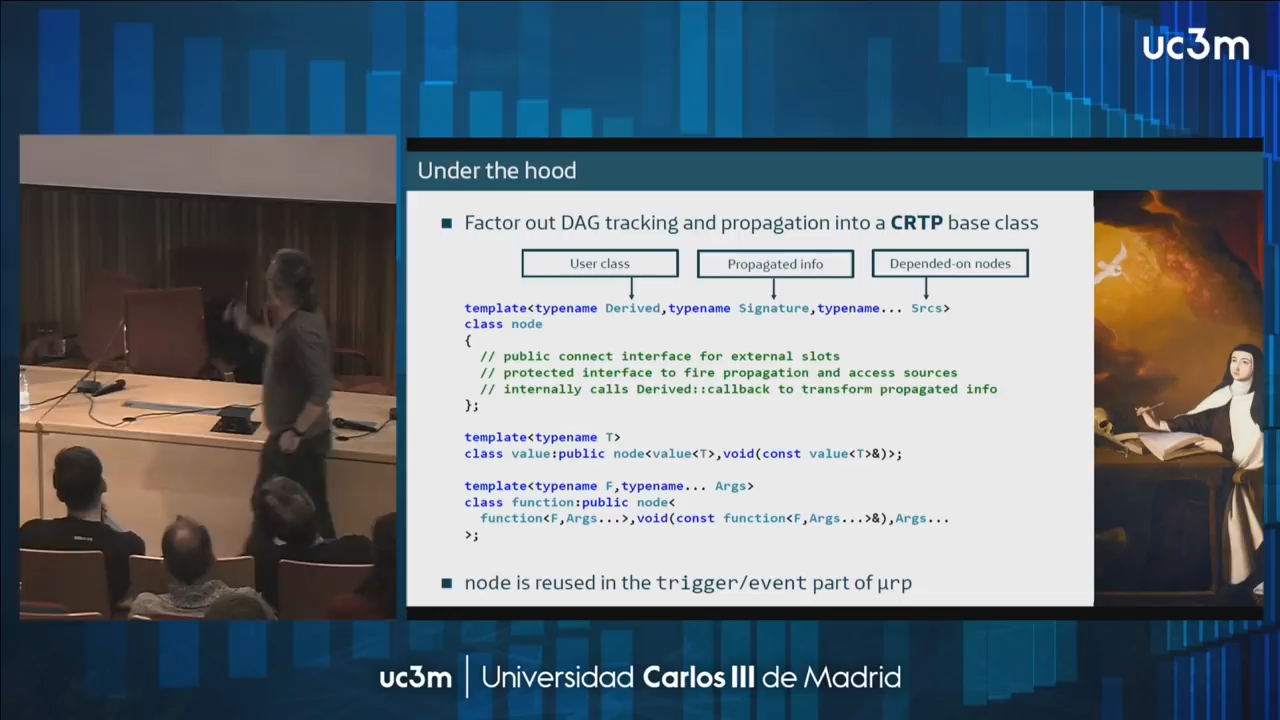 uc3m
Under the hood
■ Factor out DAG tracking and propagation into a CRTP base class
User class
Propagated info
Depended-on nodes
template<typename Derived,typename Signature,typename... Srcs>
class node
{
// public connect interface for external slots
// protected interface to fire propagation and access sources
// internally calls Derived::callback to transform propagated info
};
template<typename T>
class value:public node<value<T>,void(const value<T>&)>;
template<typename F,typename... Args>
class function:public node<
function<F,Args...>,void(const function<F,Args...>&),Args...
>;
■ node is reused in the trigger/event part of μrp
uc3m | Universidad Carlos III de Madrid